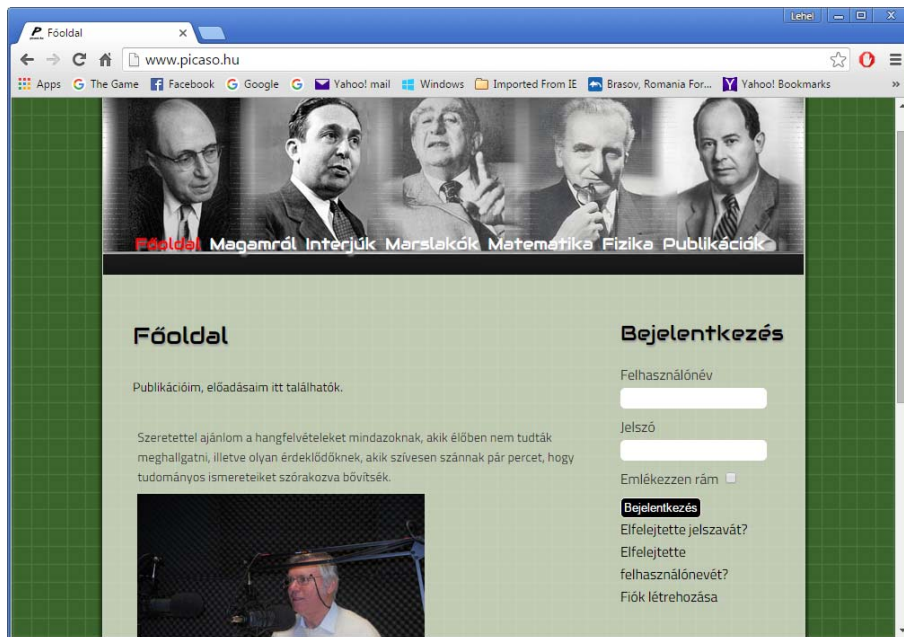 Lehel
Főoldal
www.picaso.hu
Apps The Game Facebook Google Yahoo! mail Windows Imported From IE Brasov, Romania For... Yahoo! Bookmarks »
Főoldal Magamról Interjúk Marslakók Matematika Fizika Publikációk
Főoldal
Publikációim, előadásaim itt találhatók.
Szeretettel ajánlom a hangfelvételeket mindazoknak, akik élőben nem tudták
meghallgatni, illetve olyan érdeklődőknek, akik szívesen szánnak pár percet, hogy
tudományos ismereteiket szórakozva bővítsék.
Bejelentkezés
Felhasználónév
Jelszó
Emlékezzen rám
Bejelentkezés
Elfelejtette jelszavát?
Elfelejtette
felhasználónevét?
Fiók létrehozása